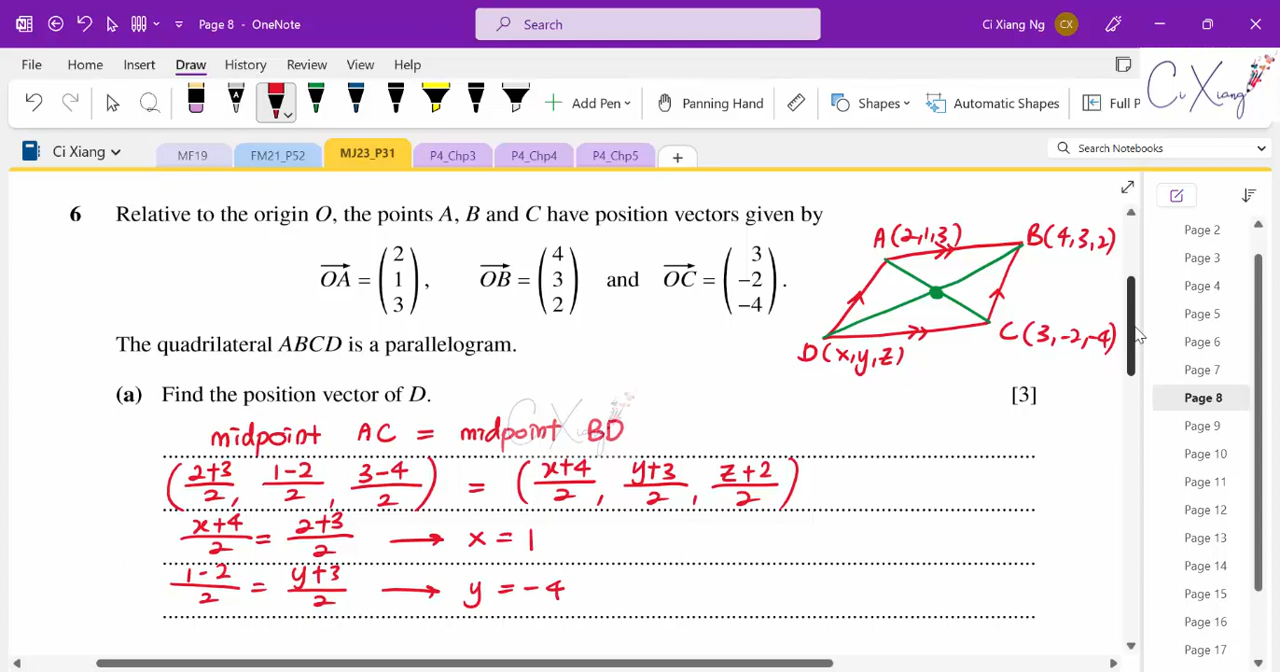 Page 8 - OneNote
Search
Ci Xiang Ng
CX
File Home Insert Draw History Review View Help
Ci Xiang
Add Pen
Panning Hand
Shapes
Automatic Shapes
Full P
Ci Xiang
MF19
FM21_P52
MJ23_P31
P4_Chp3
P4_Chp4
P4_Chp5
Search Notebooks
6 Relative to the origin O, the points A, B and C have position vectors given by
OA = (2 1 3), OB = (4 3 2) and OC = (3 −2 −4).
The quadrilateral ABCD is a parallelogram.
A(2,1,3)
B(4,3,2)
C(3,-2,-4)
D(x,y,z)
(a) Find the position vector of D. [3]
Ci Xiang
midpoint AC = midpoint BD
((2+3)/2, (1-2)/2, (3-4)/2) = ((x+4)/2, (y+3)/2, (z+2)/2)
(x+4)/2 = (2+3)/2 → x = 1
(1-2)/2 = (y+3)/2 → y = -4
Page 2
Page 3
Page 4
Page 5
Page 6
Page 7
Page 8
Page 9
Page 10
Page 11
Page 12
Page 13
Page 14
Page 15
Page 16
Page 17